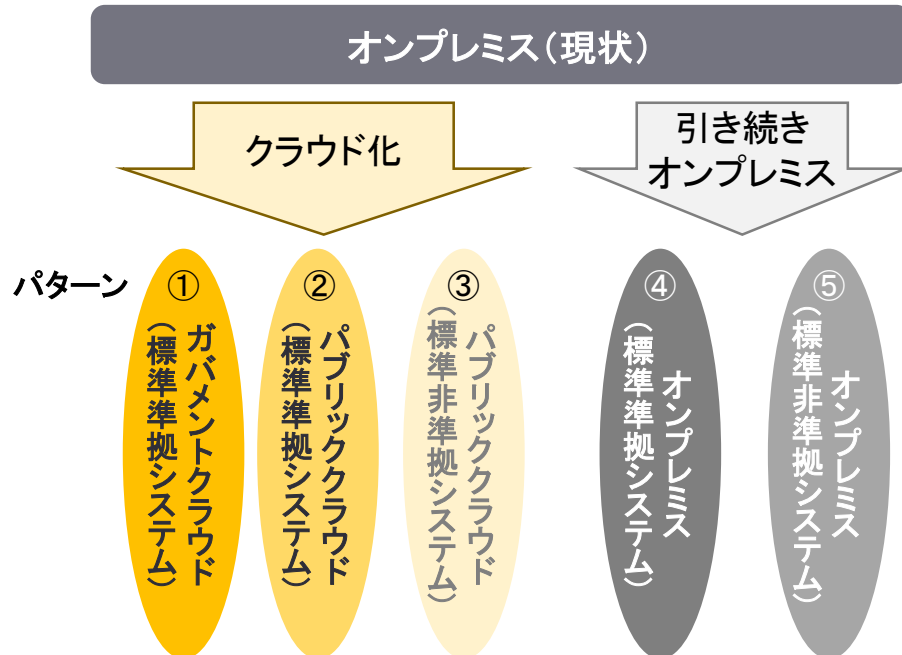 オンプレミス（現状）
クラウド化
引き続き
オンプレミス
パターン
①
ガバメントクラウド
（標準準拠システム）
②
パブリッククラウド
（標準準拠システム）
③
パブリッククラウド
（標準非準拠システム）
④
オンプレミス
（標準準拠システム）
⑤
オンプレミス
（標準非準拠システム）